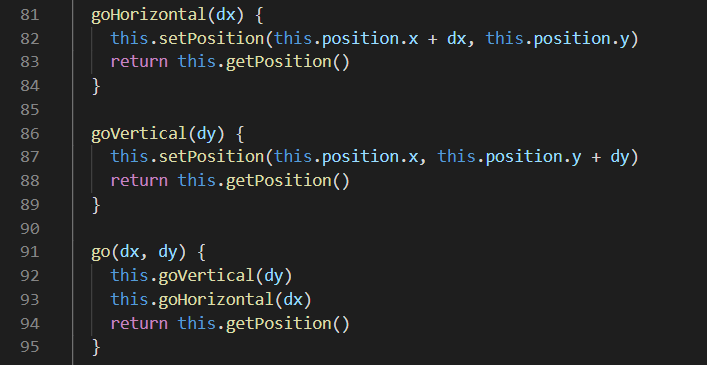 81 goHorizontal(dx) {
82 this.setPosition(this.position.x + dx, this.position.y)
83 return this.getPosition()
84 }
85
86 goVertical(dy) {
87 this.setPosition(this.position.x, this.position.y + dy)
88 return this.getPosition()
89 }
90
91 go(dx, dy) {
92 this.goVertical(dy)
93 this.goHorizontal(dx)
94 return this.getPosition()
95 }